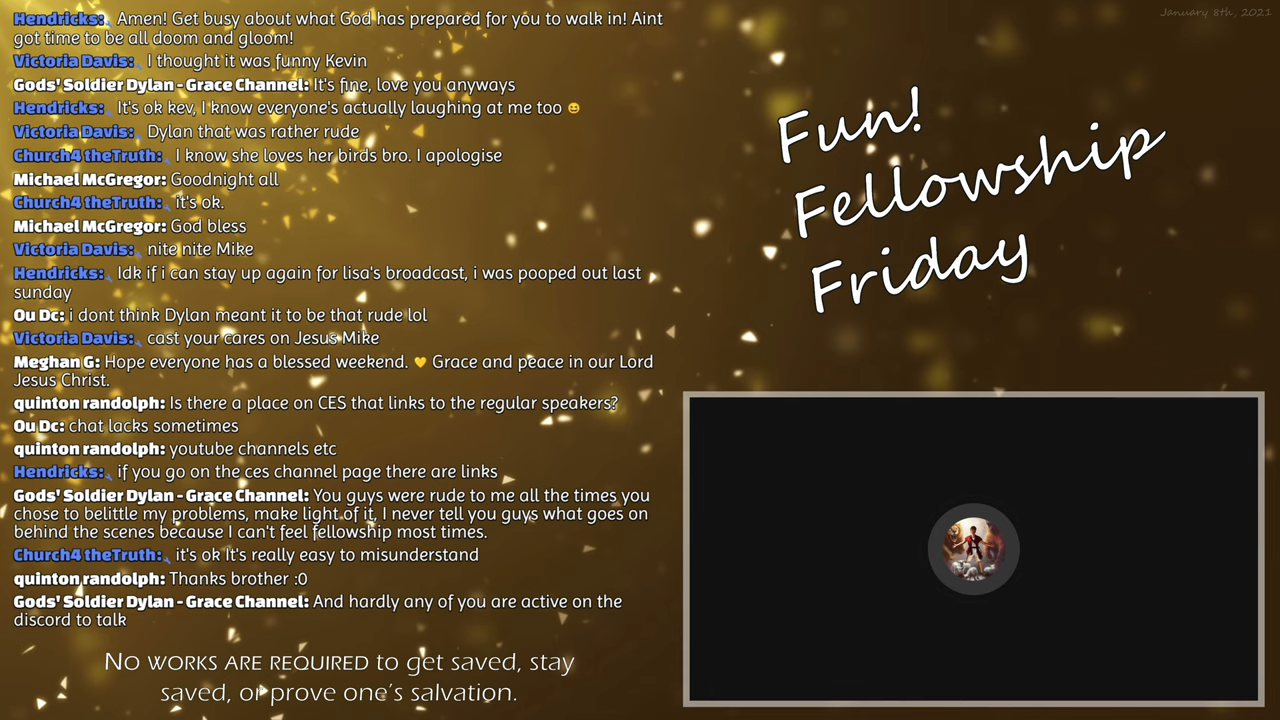 Hendricks: Amen! Get busy about what God has prepared for you to walk in! Aint
got time to be all doom and gloom!
Victoria Davis: I thought it was funny Kevin
Gods' Soldier Dylan - Grace Channel: It's fine, love you anyways
Hendricks: It's ok kev, I know everyone's actually laughing at me too 😆
Victoria Davis: Dylan that was rather rude
Church4 theTruth: I know she loves her birds bro. I apologise
Michael McGregor: Goodnight all
Church4 theTruth: it's ok.
Michael McGregor: God bless
Victoria Davis: nite nite Mike
Hendricks: Idk if i can stay up again for lisa's broadcast, i was pooped out last
sunday
Ou Dc: i dont think Dylan meant it to be that rude lol
Victoria Davis: cast your cares on Jesus Mike
Meghan G: Hope everyone has a blessed weekend. 💛 Grace and peace in our Lord
Jesus Christ.
quinton randolph: Is there a place on CES that links to the regular speakers?
Ou Dc: chat lacks sometimes
quinton randolph: youtube channels etc
Hendricks: if you go on the ces channel page there are links
Gods' Soldier Dylan - Grace Channel: You guys were rude to me all the times you
chose to belittle my problems, make light of it, I never tell you guys what goes on
behind the scenes because I can't feel fellowship most times.
Church4 theTruth: it's ok It's really easy to misunderstand
quinton randolph: Thanks brother :0
Gods' Soldier Dylan - Grace Channel: And hardly any of you are active on the
discord to talk
No works are required to get saved, stay
saved, or prove one's salvation.
January 8th, 2021
Fun!
Fellowship
Friday